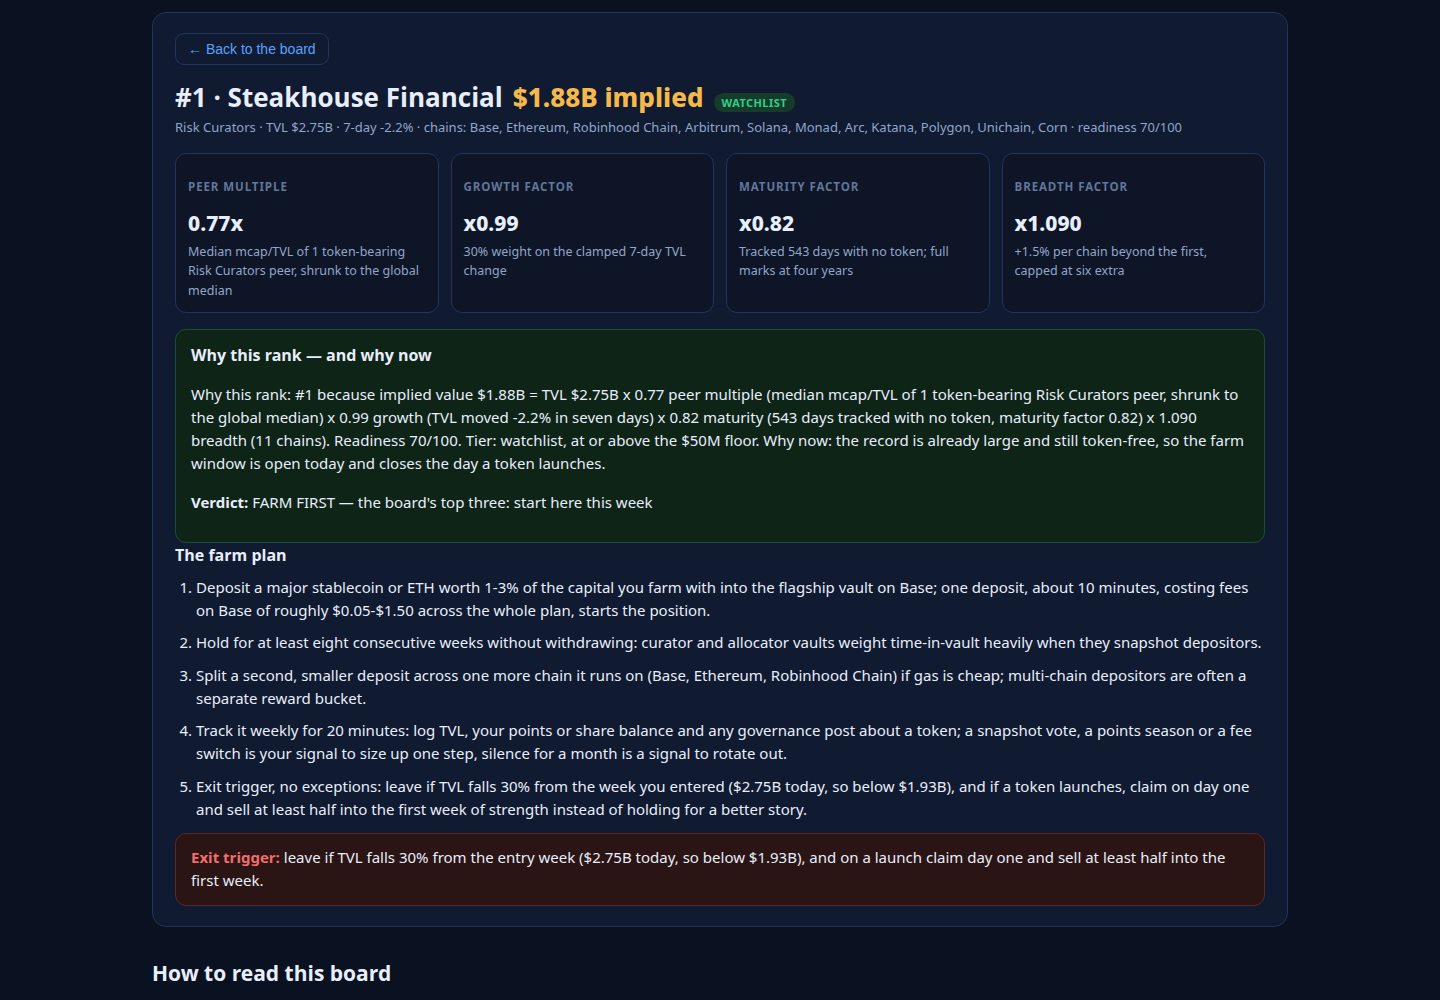 ← Back to the board
#1 · Steakhouse Financial $1.88B implied WATCHLIST
Risk Curators · TVL $2.75B · 7-day -2.2% · chains: Base, Ethereum, Robinhood Chain, Arbitrum, Solana, Monad, Arc, Katana, Polygon, Unichain, Corn · readiness 70/100
PEER MULTIPLE
0.77x
Median mcap/TVL of 1 token-bearing
Risk Curators peer, shrunk to the global
median
GROWTH FACTOR
x0.99
30% weight on the clamped 7-day TVL
change
MATURITY FACTOR
x0.82
Tracked 543 days with no token; full
marks at four years
BREADTH FACTOR
x1.090
+1.5% per chain beyond the first,
capped at six extra
Why this rank — and why now
Why this rank: #1 because implied value $1.88B = TVL $2.75B x 0.77 peer multiple (median mcap/TVL of 1 token-bearing Risk Curators peer, shrunk to
the global median) x 0.99 growth (TVL moved -2.2% in seven days) x 0.82 maturity (543 days tracked with no token, maturity factor 0.82) x 1.090
breadth (11 chains). Readiness 70/100. Tier: watchlist, at or above the $50M floor. Why now: the record is already large and still token-free, so the farm
window is open today and closes the day a token launches.
Verdict: FARM FIRST — the board's top three: start here this week
The farm plan
1. Deposit a major stablecoin or ETH worth 1-3% of the capital you farm with into the flagship vault on Base; one deposit, about 10 minutes, costing fees
on Base of roughly $0.05-$1.50 across the whole plan, starts the position.
2. Hold for at least eight consecutive weeks without withdrawing: curator and allocator vaults weight time-in-vault heavily when they snapshot depositors.
3. Split a second, smaller deposit across one more chain it runs on (Base, Ethereum, Robinhood Chain) if gas is cheap; multi-chain depositors are often a
separate reward bucket.
4. Track it weekly for 20 minutes: log TVL, your points or share balance and any governance post about a token; a snapshot vote, a points season or a fee
switch is your signal to size up one step, silence for a month is a signal to rotate out.
5. Exit trigger, no exceptions: leave if TVL falls 30% from the week you entered ($2.75B today, so below $1.93B), and if a token launches, claim on day one
and sell at least half into the first week of strength instead of holding for a better story.
Exit trigger: leave if TVL falls 30% from the entry week ($2.75B today, so below $1.93B), and on a launch claim day one and sell at least half into the
first week.
How to read this board